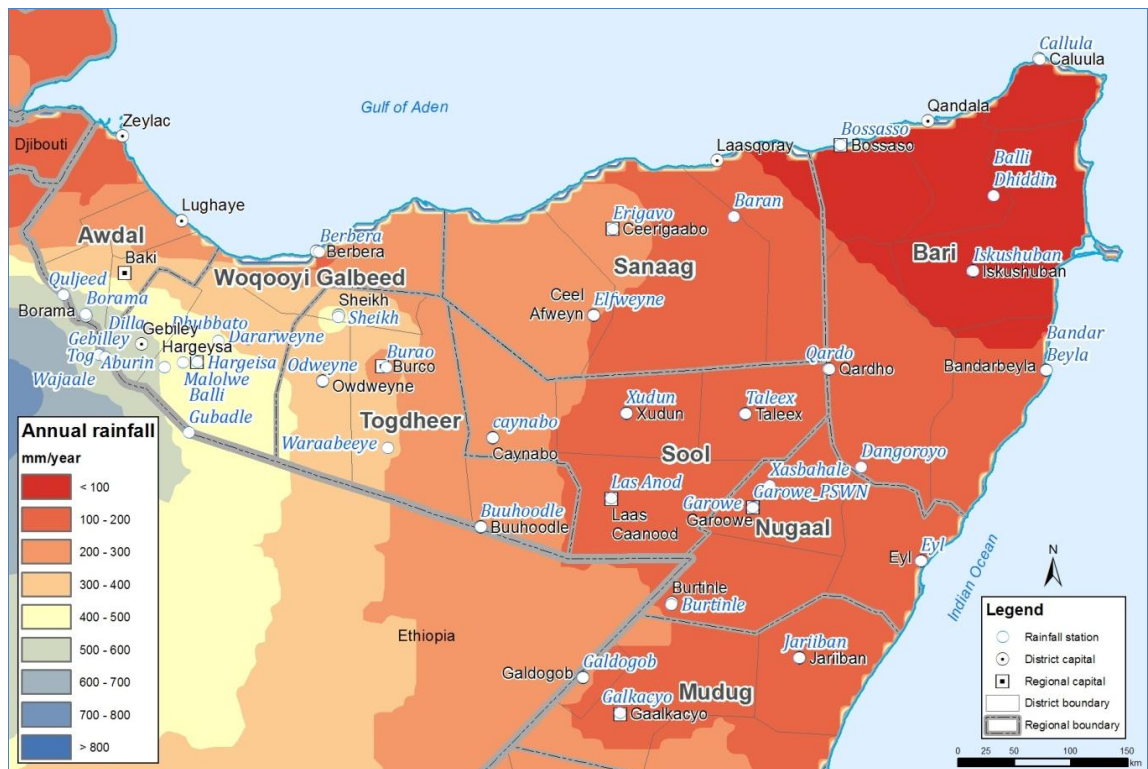 Callula
Caluula
Gulf of Aden
Qandala
Zeylac
Djibouti
Bossasso
Bossaso
Laasqoray
Balli
Dhiddin
Lughaye
Baran
Erigavo
Ceerigaabo
Awdal
Berbera
Berbera
Bari
Iskushuban
Iskushuban
Baki
Woqooyi Galbeed
Sanaag
Quljeed
Borama
Borama
Sheikh
Sheikh
Ceel
Afweyn
Elfweyne
Dilla
Dhubbato
Gebiley
Gebilley
Dararweyne
Hargeysa
Hargeisa
Tog
Wajaale
Aburin
Malolwe
Balli
Gubadle
Odweyne
Owdweyne
Burao
Burco
Qardo
Qardho
Bandar
Beyla
Bandarbeyla
Togdheer
Xudun
Xudun
Taleex
Taleex
caynabo
Caynabo
Waraabeeye
Sool
Dangoroyo
Xasbahale
Las Anod
Laas
Caanood
Garowe
Garowe_PSWN
Garoowe
Nugaal
Buuhoodle
Buuhoodle
Eyl
Eyl
Indian Ocean
Burtinle
Burtinle
Ethiopia
Jariiban
Jariiban
Galdogob
Galdogob
Mudug
Galkacyo
Gaalkacyo
Annual rainfall
mm/year
< 100
100 - 200
200 - 300
300 - 400
400 - 500
500 - 600
600 - 700
700 - 800
> 800
N
Legend
Rainfall station
District capital
Regional capital
District boundary
Regional boundary
0 25 50 100 150
km